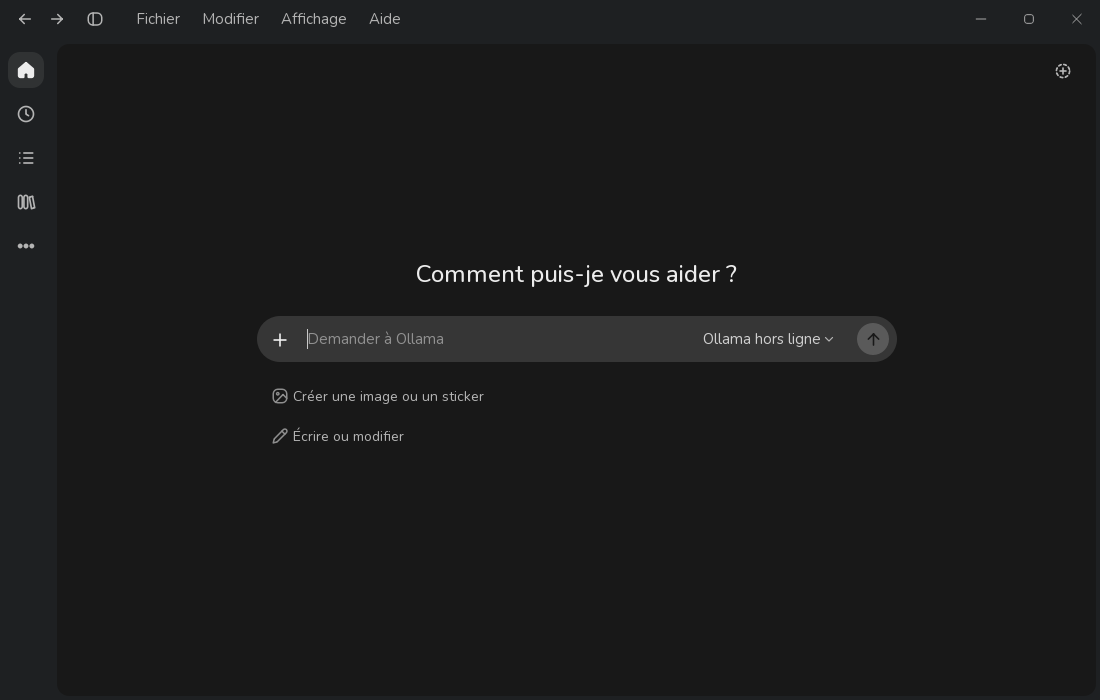 Fichier Modifier Affichage Aide
Comment puis-je vous aider ?
Demander à Ollama Ollama hors ligne
Créer une image ou un sticker
Écrire ou modifier